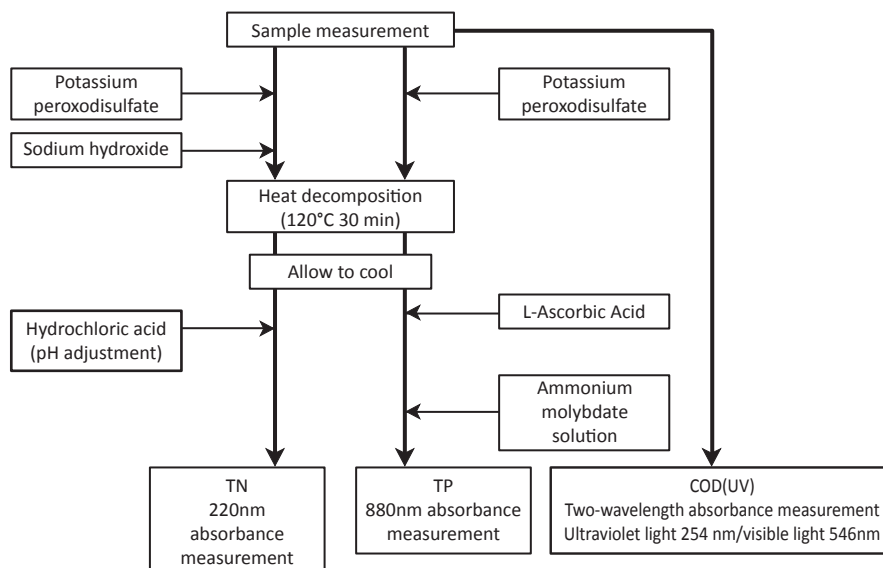 Sample measurement
Potassium
peroxodisulfate
Potassium
peroxodisulfate
Sodium hydroxide
Heat decomposition
(120°C 30 min)
Allow to cool
Hydrochloric acid
(pH adjustment)
L-Ascorbic Acid
Ammonium
molybdate
solution
TN
220nm
absorbance
measurement
TP
880nm absorbance
measurement
COD(UV)
Two-wavelength absorbance measurement
Ultraviolet light 254 nm/visible light 546nm